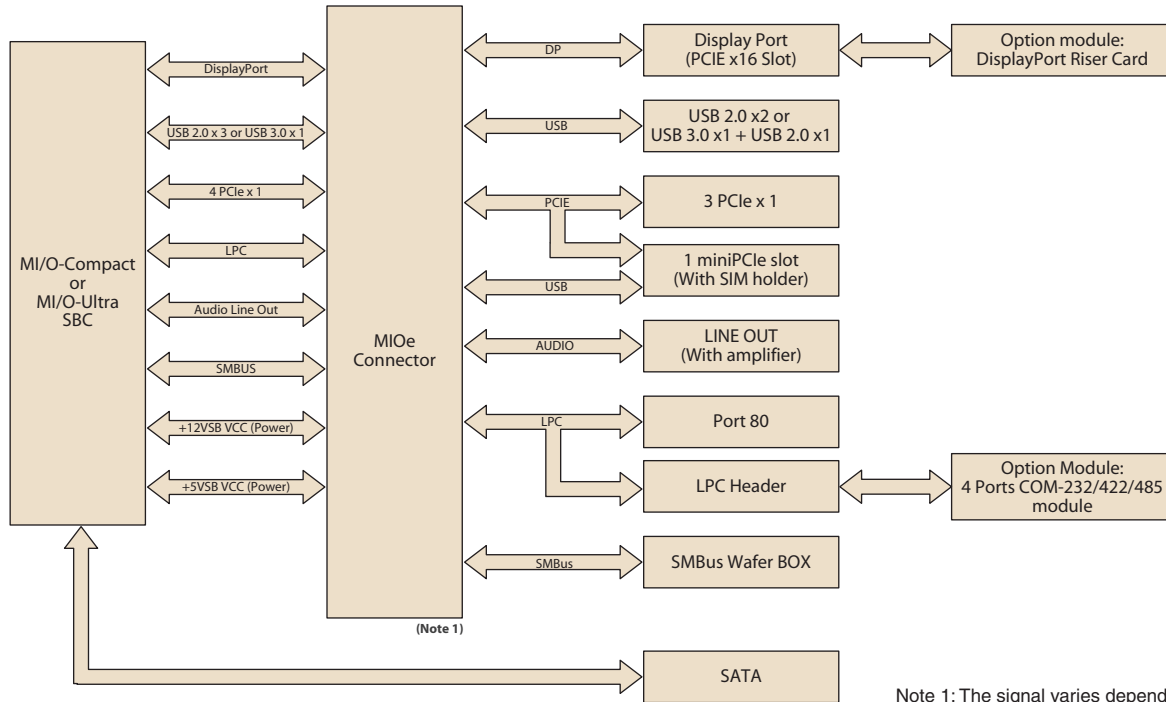 MI/O-Compact
or
MI/O-Ultra
SBC
DisplayPort
USB 2.0 x 3 or USB 3.0 x 1
4 PCIe x 1
LPC
Audio Line Out
SMBUS
+12VSB VCC (Power)
+5VSB VCC (Power)
MIOe
Connector
(Note 1)
DP
Display Port
(PCIE x16 Slot)
Option module:
DisplayPort Riser Card
USB
USB 2.0 x2 or
USB 3.0 x1 + USB 2.0 x1
PCIE
3 PCIe x 1
1 miniPCIe slot
(With SIM holder)
USB
AUDIO
LINE OUT
(With amplifier)
LPC
Port 80
LPC Header
Option Module:
4 Ports COM-232/422/485
module
SMBus
SMBus Wafer BOX
SATA
Note 1: The signal varies depend